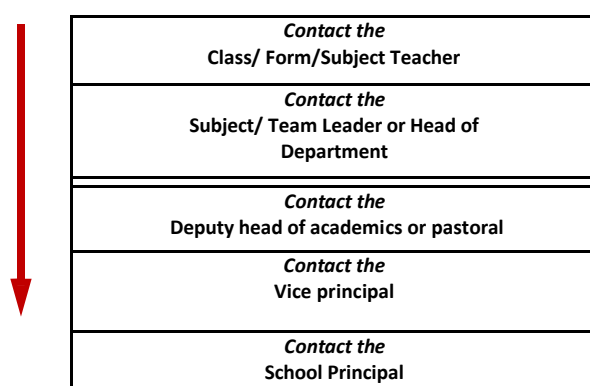 Contact the
Class/ Form/Subject Teacher
Contact the
Subject/ Team Leader or Head of
Department
Contact the
Deputy head of academics or pastoral
Contact the
Vice principal
Contact the
School Principal